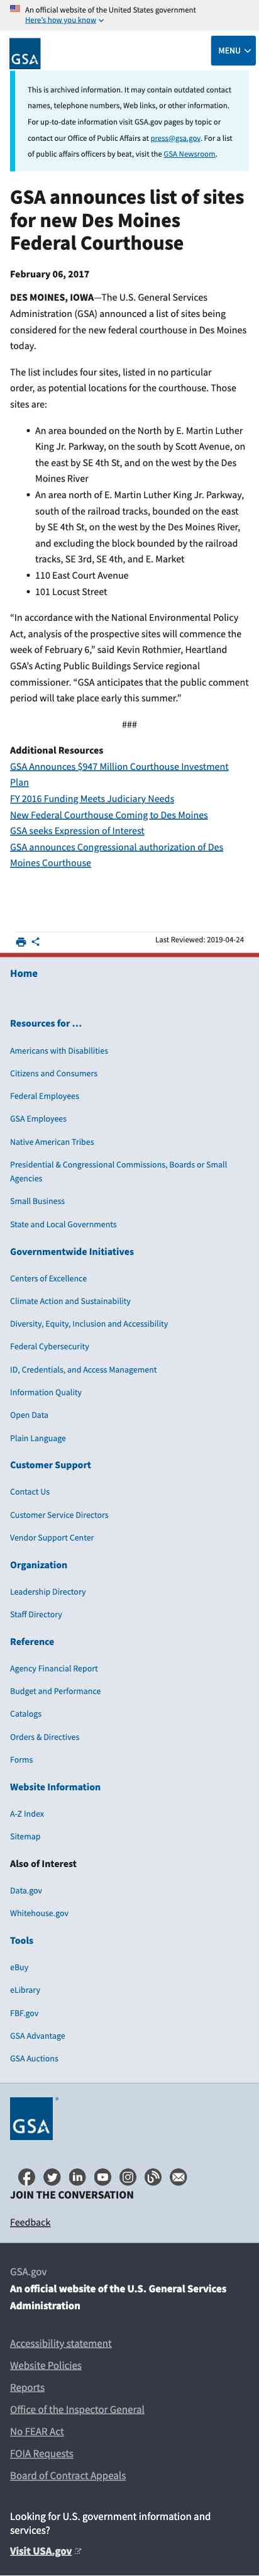 An official website of the United States government
Here's how you know
GSA
MENU
This is archived information. It may contain outdated contact
names, telephone numbers, Web links, or other information.
For up-to-date information visit GSA.gov pages by topic or
contact our Office of Public Affairs at press@gsa.gov. For a list
of public affairs officers by beat, visit the GSA Newsroom.
GSA announces list of sites
for new Des Moines
Federal Courthouse
February 06, 2017
DES MOINES, IOWA—The U.S. General Services
Administration (GSA) announced a list of sites being
considered for the new federal courthouse in Des Moines
today.
The list includes four sites, listed in no particular
order, as potential locations for the courthouse. Those
sites are:
• An area bounded on the North by E. Martin Luther
King Jr. Parkway, on the south by Scott Avenue, on
the east by SE 4th St, and on the west by the Des
Moines River
• An area north of E. Martin Luther King Jr. Parkway,
south of the railroad tracks, bounded on the east
by SE 4th St, on the west by the Des Moines River,
and excluding the block bounded by the railroad
tracks, SE 3rd, SE 4th, and E. Market
• 110 East Court Avenue
• 101 Locust Street
“In accordance with the National Environmental Policy
Act, analysis of the prospective sites will commence the
week of February 6,” said Kevin Rothmier, Heartland
GSA’s Acting Public Buildings Service regional
commissioner. “GSA anticipates that the public comment
period will take place early this summer.”
###
Additional Resources
GSA Announces $947 Million Courthouse Investment
Plan
FY 2016 Funding Meets Judiciary Needs
New Federal Courthouse Coming to Des Moines
GSA seeks Expression of Interest
GSA announces Congressional authorization of Des
Moines Courthouse
Last Reviewed: 2019-04-24
Home
Resources for …
Americans with Disabilities
Citizens and Consumers
Federal Employees
GSA Employees
Native American Tribes
Presidential & Congressional Commissions, Boards or Small
Agencies
Small Business
State and Local Governments
Governmentwide Initiatives
Centers of Excellence
Climate Action and Sustainability
Diversity, Equity, Inclusion and Accessibility
Federal Cybersecurity
ID, Credentials, and Access Management
Information Quality
Open Data
Plain Language
Customer Support
Contact Us
Customer Service Directors
Vendor Support Center
Organization
Leadership Directory
Staff Directory
Reference
Agency Financial Report
Budget and Performance
Catalogs
Orders & Directives
Forms
Website Information
A-Z Index
Sitemap
Also of Interest
Data.gov
Whitehouse.gov
Tools
eBuy
eLibrary
FBF.gov
GSA Advantage
GSA Auctions
GSA®
JOIN THE CONVERSATION
Feedback
GSA.gov
An official website of the U.S. General Services
Administration
Accessibility statement
Website Policies
Reports
Office of the Inspector General
No FEAR Act
FOIA Requests
Board of Contract Appeals
Looking for U.S. government information and
services?
Visit USA.gov